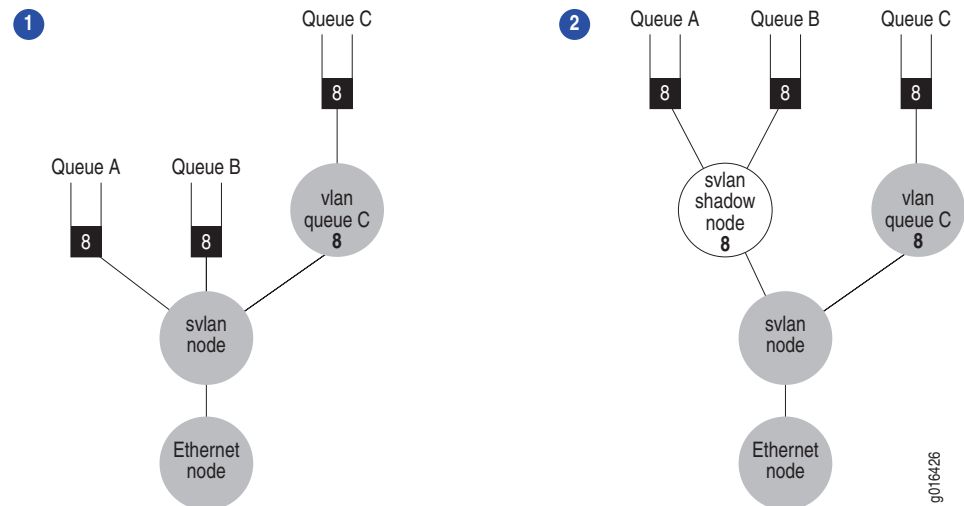 1
Queue C
8
Queue A
Queue B
8
8
vlan
queue C
8
svlan
node
Ethernet
node
2
Queue A
Queue B
Queue C
8
8
8
svlan
shadow
node
8
vlan
queue C
8
svlan
node
Ethernet
node
g016426